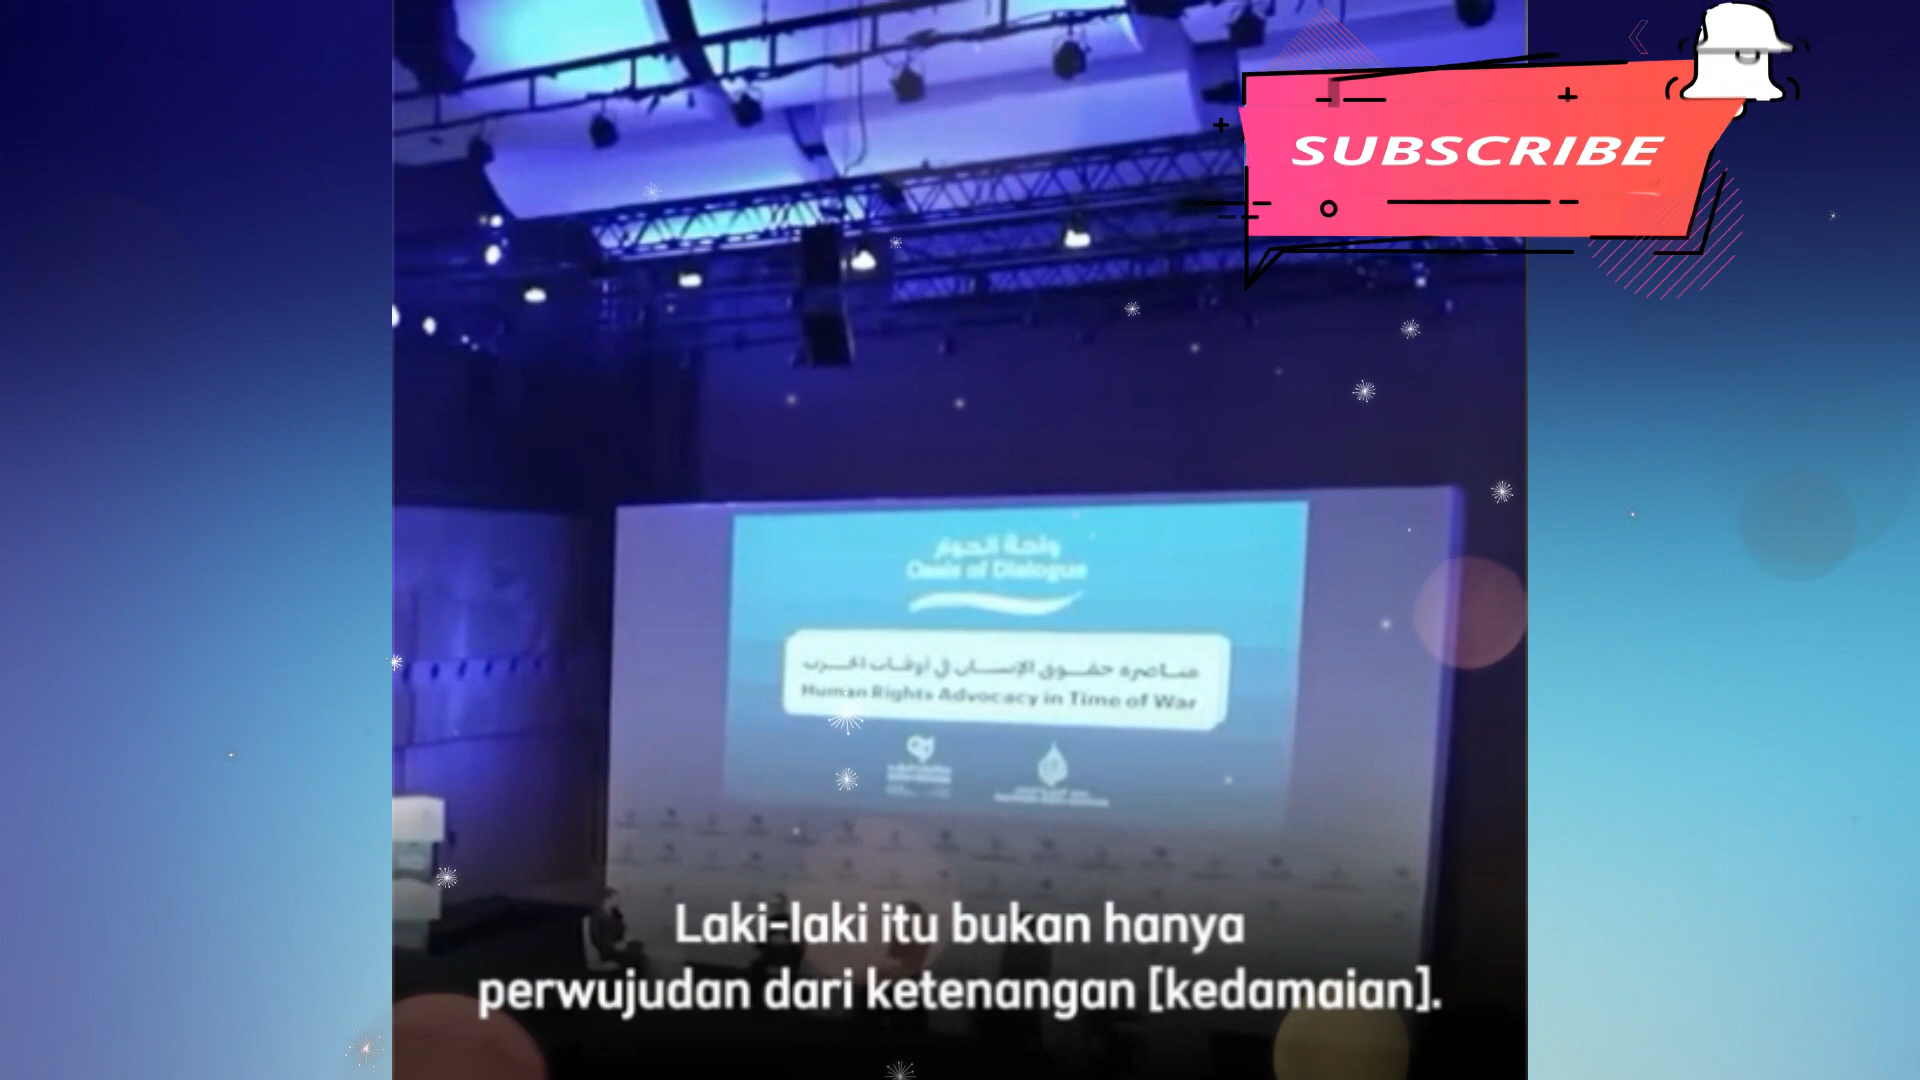 SUBSCRIBE
واحة الحوار
Oasis of Dialogue
مناصرة حقوق الإنسان في أوقات الحرب
Human Rights Advocacy in Time of War
Laki-laki itu bukan hanya
perwujudan dari ketenangan [kedamaian].